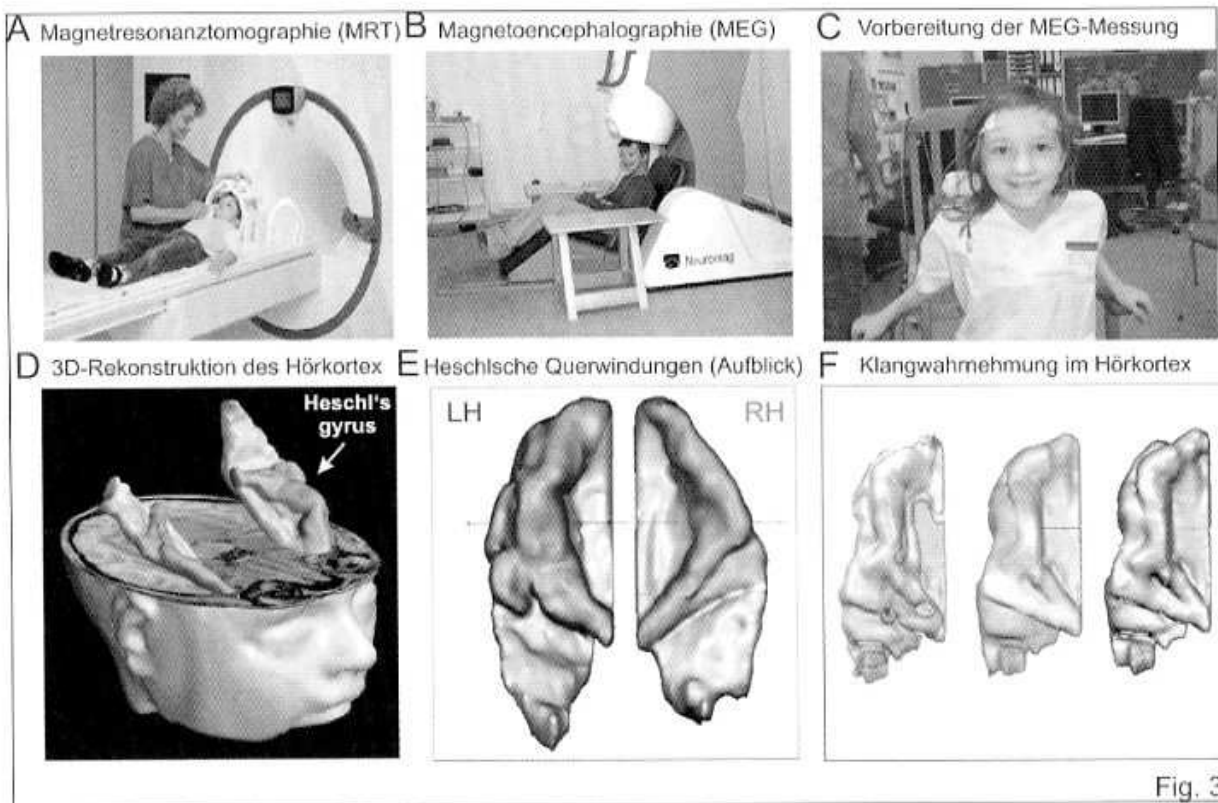 A Magnetresonanztomographie (MRT)
B Magnetoencephalographie (MEG)
C Vorbereitung der MEG-Messung
Neuromag
D 3D-Rekonstruktion des Hörkortex
E Heschlsche Querwindungen (Aufblick)
F Klangwahrnehmung im Hörkortex
Heschl's
gyrus
LH
RH
Fig. 3